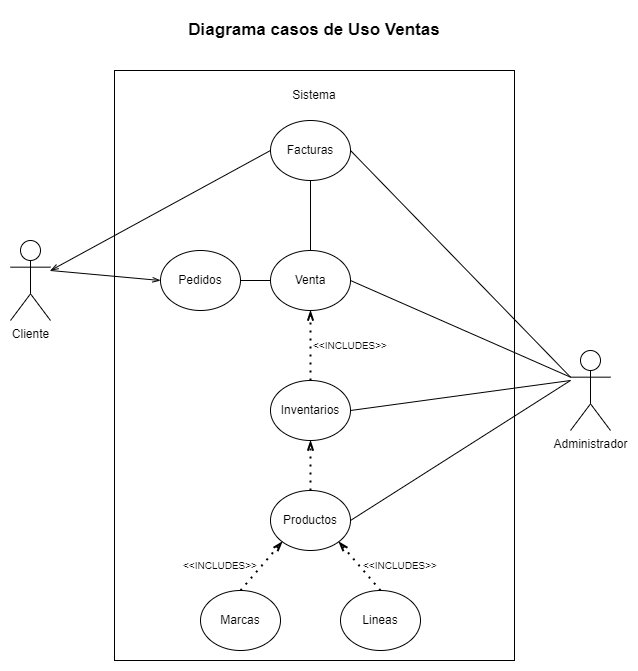 Diagrama casos de Uso Ventas
Sistema
Facturas
Pedidos
Venta
Cliente
<<INCLUDES>>
Inventarios
Administrador
Productos
<<INCLUDES>>
<<INCLUDES>>
Marcas
Lineas